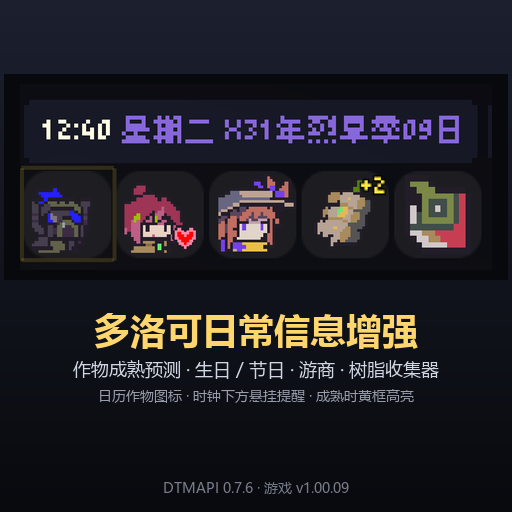 12:40 星期二 X31年烈旱季09日
+2
多洛可日常信息增强
作物成熟预测 · 生日 / 节日 · 游商 · 树脂收集器
日历作物图标 · 时钟下方悬挂提醒 · 成熟时黄框高亮
DTMAPI 0.7.6 · 游戏 v1.00.09